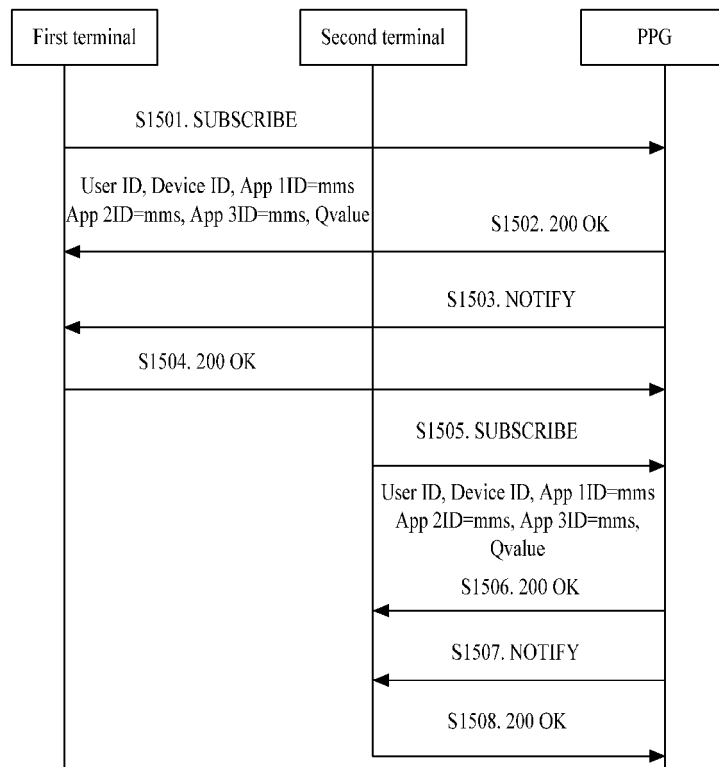 First terminal
Second terminal
PPG
S1501. SUBSCRIBE
User ID, Device ID, App 1ID=mms
App 2ID=mms, App 3ID=mms, Qvalue
S1502. 200 OK
S1503. NOTIFY
S1504. 200 OK
S1505. SUBSCRIBE
User ID, Device ID, App 1ID=mms
App 2ID=mms, App 3ID=mms,
Qvalue
S1506. 200 OK
S1507. NOTIFY
S1508. 200 OK